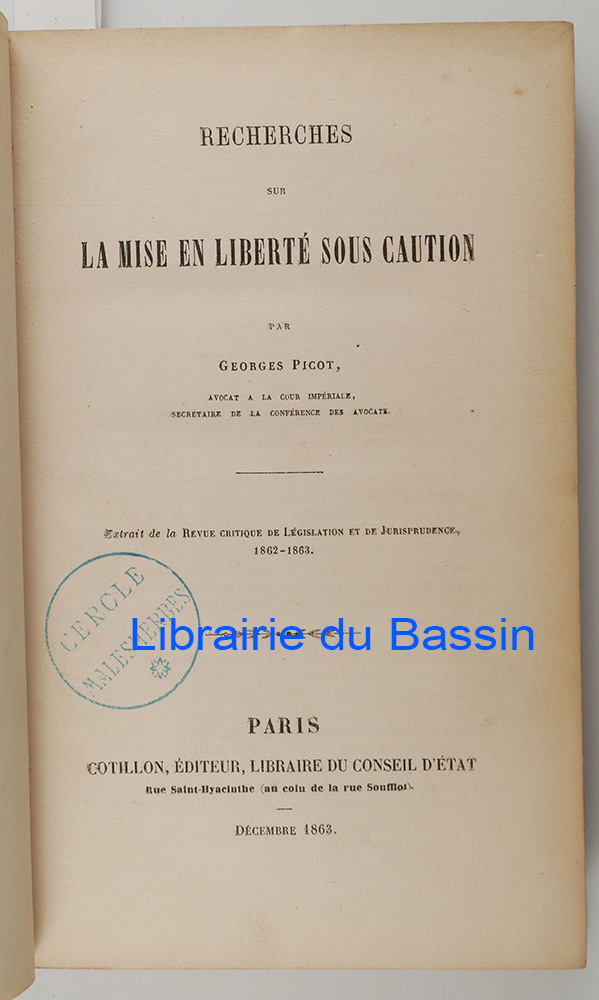 RECHERCHES
SUR
LA MISE EN LIBERTÉ SOUS CAUTION
PAR
GEORGES PICOT,
AVOCAT A LA COUR IMPÉRIALE,
SECRÉTAIRE DE LA CONFÉRENCE DES AVOCATS.
Extrait de la REVUE CRITIQUE DE LÉGISLATION ET DE JURISPRUDENCE,
1862-1863.
CERCLE
MALESHERBES
Librairie du Bassin
PARIS
COTILLON, ÉDITEUR, LIBRAIRE DU CONSEIL D'ÉTAT
Rue Saint-Hyacinthe (au coin de la rue Soufflot).
DÉCEMBRE 1863.